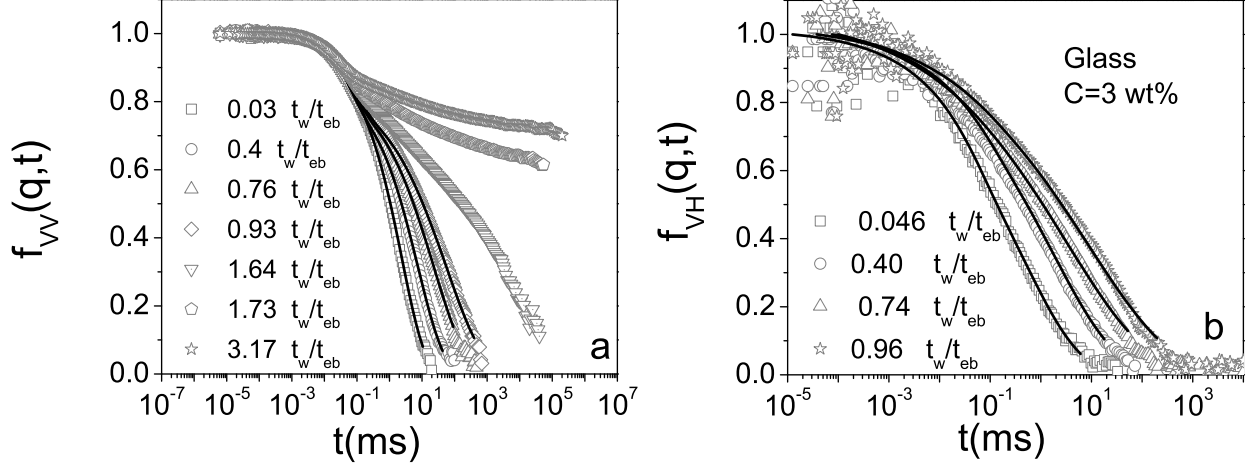 f_VV(q,t)
1.0
0.8
0.6
0.4
0.2
0.0
0.03 t_w/t_eb
0.4 t_w/t_eb
0.76 t_w/t_eb
0.93 t_w/t_eb
1.64 t_w/t_eb
1.73 t_w/t_eb
3.17 t_w/t_eb
a
10^-7 10^-5 10^-3 10^-1 10^1 10^3 10^5 10^7
t(ms)
f_VH(q,t)
1.0
0.8
0.6
0.4
0.2
0.0
Glass
C=3 wt%
0.046 t_w/t_eb
0.40 t_w/t_eb
0.74 t_w/t_eb
0.96 t_w/t_eb
b
10^-5 10^-3 10^-1 10^1 10^3
t(ms)